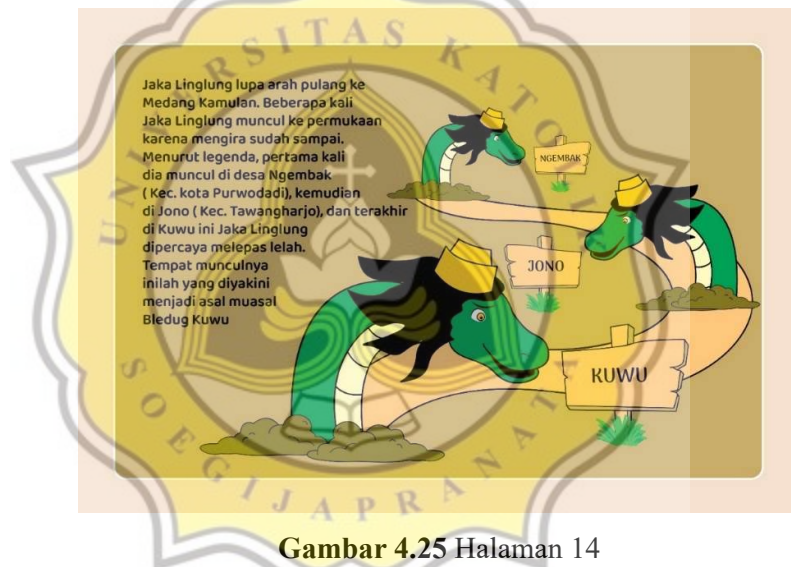 Jaka Linglung lupa arah pulang ke
Medang Kamulan. Beberapa kali
Jaka Linglung muncul ke permukaan
karena mengira sudah sampai.
Menurut legenda, pertama kali
dia muncul di desa Ngembak
( Kec. kota Purwodadi), kemudian
di Jono ( Kec. Tawangharjo), dan terakhir
di Kuwu ini Jaka Linglung
dipercaya melepas lelah.
Tempat munculnya
inilah yang diyakini
menjadi asal muasal
Bledug Kuwu
NGEMBAK
JONO
KUWU
UNIVERSITAS KATOLIK
SOEGIJAPRANATA
Gambar 4.25 Halaman 14